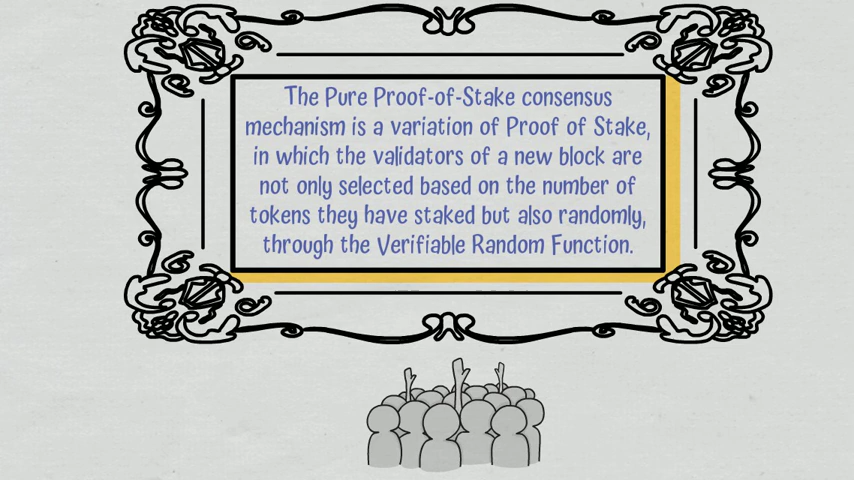 The Pure Proof-of-Stake consensus
mechanism is a variation of Proof of Stake,
in which the validators of a new block are
not only selected based on the number of
tokens they have staked but also randomly,
through the Verifiable Random Function.